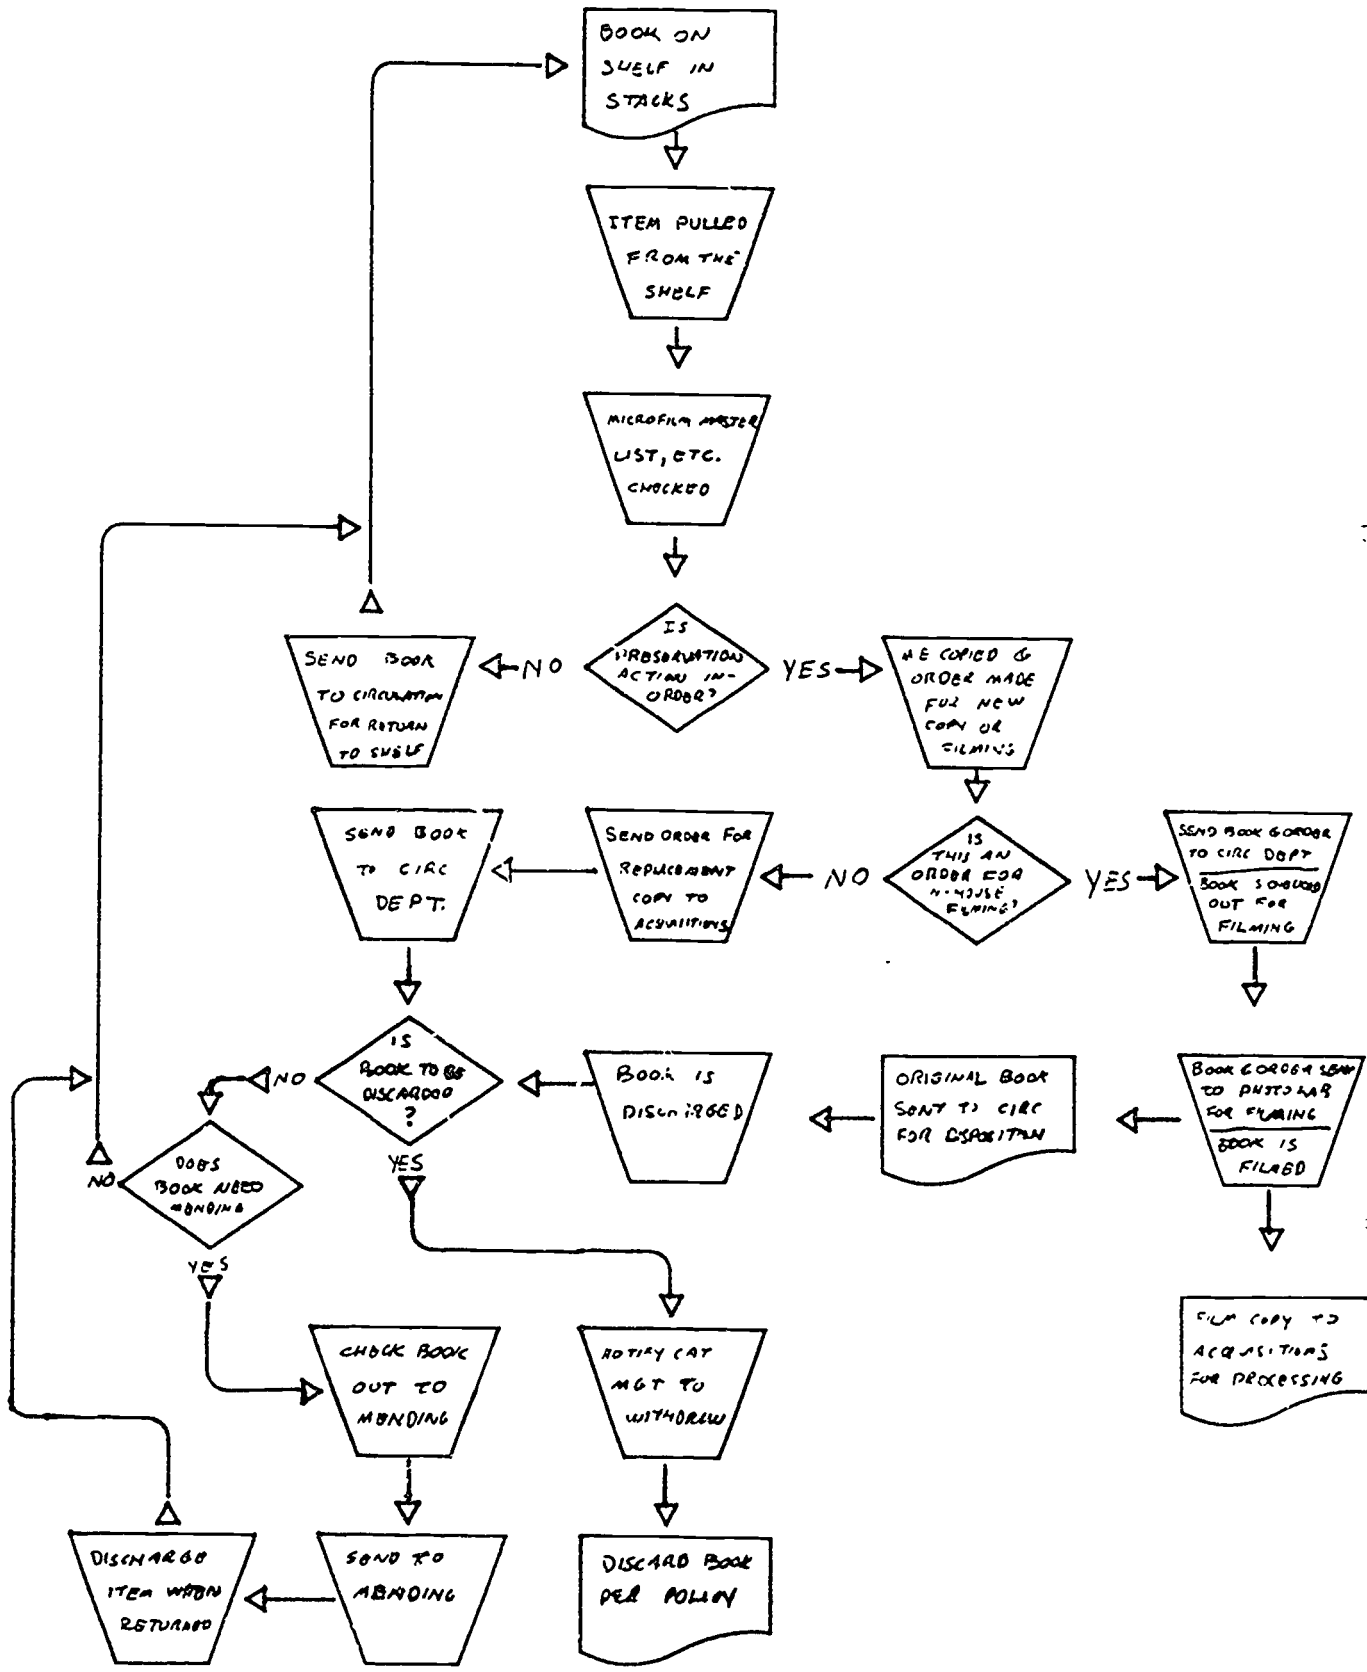 BOOK ON
SHELF IN
STACKS
ITEM PULLED
FROM THE
SHELF
MICROFILM MASTER
LIST, ETC.
CHECKED
IS
PRESERVATION
ACTION IN-
ORDER?
NO
YES
SEND BOOK
TO CIRCULATION
FOR RETURN
TO SHELF
COPIED &
ORDER MADE
FOR NEW
COPY OR
FILMING
SEND BOOK
TO CIRC
DEPT.
SEND ORDER FOR
REPLACEMENT
COPY TO
ACQUISITIONS
NO
IS
THIS AN
ORDER FOR
IN-HOUSE
FILMING?
YES
SEND BOOK & ORDER
TO CIRC DEPT
BOOK
OUT FOR
FILMING
IS
BOOK TO BE
DISCARDED
?
NO
YES
BOOK IS
DISCHARGED
ORIGINAL BOOK
SENT TO CIRC
FOR DISPOSITION
BOOK & ORDER SENT
TO PHOTO LAB
FOR FILMING
BOOK IS
FILMED
NO
DOES
BOOK NEED
MENDING
YES
CHECK BOOK
OUT TO
MENDING
NOTIFY CAT
MGT TO
WITHDRAW
FILM COPY TO
ACQUISITIONS
FOR PROCESSING
DISCHARGE
ITEM WHEN
RETURNED
SEND TO
MENDING
DISCARD BOOK
PER POLICY